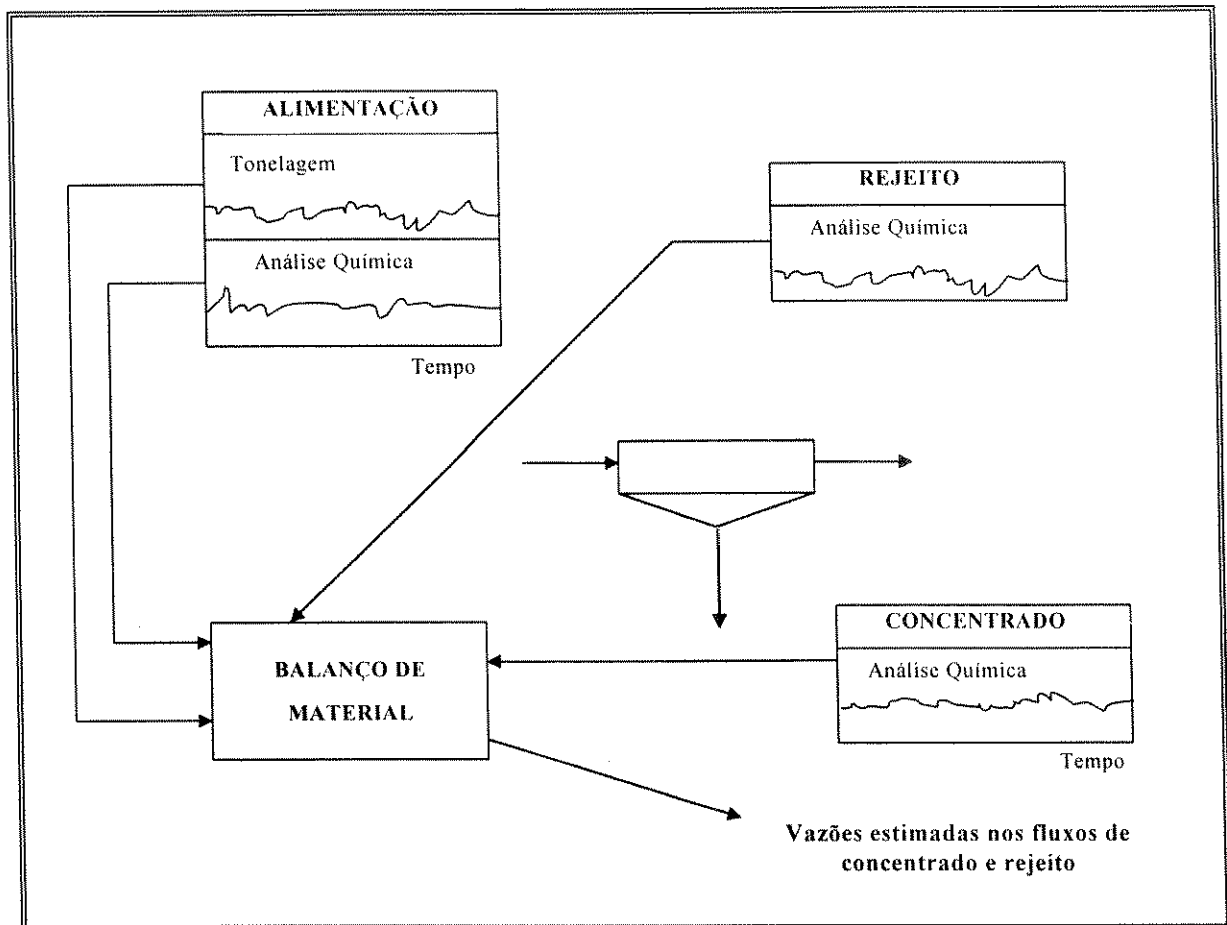 ALIMENTAÇÃO
Tonelagem
Análise Química
Tempo
REJEITO
Análise Química
CONCENTRADO
Análise Química
Tempo
BALANÇO DE
MATERIAL
Vazões estimadas nos fluxos de
concentrado e rejeito